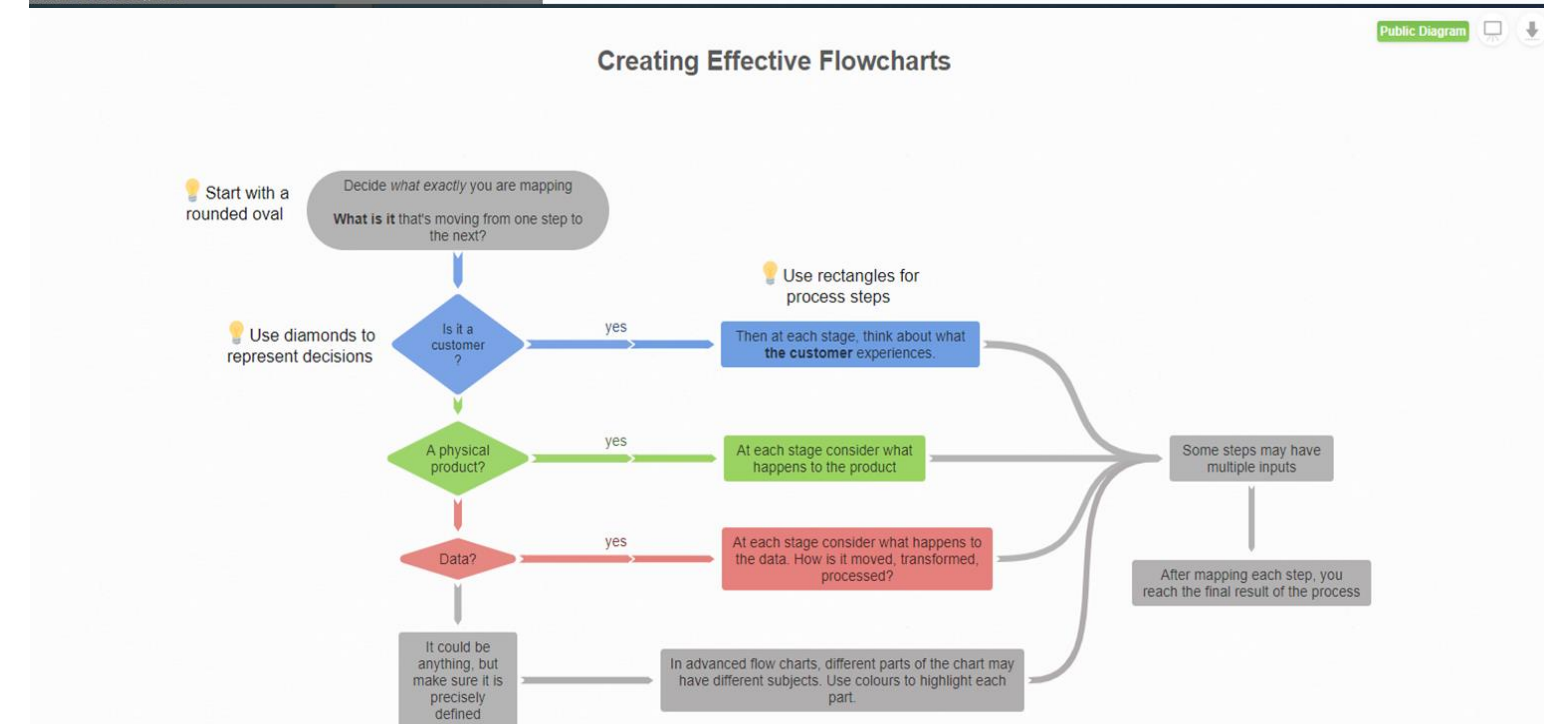 Public Diagram
Creating Effective Flowcharts
Start with a
rounded oval
Decide what exactly you are mapping
What is it that's moving from one step to
the next?
Use rectangles for
process steps
Use diamonds to
represent decisions
Is it a
customer
?
yes
Then at each stage, think about what
the customer experiences.
A physical
product?
yes
At each stage consider what
happens to the product
Some steps may have
multiple inputs
Data?
yes
At each stage consider what happens to
the data. How is it moved, transformed,
processed?
After mapping each step, you
reach the final result of the process
It could be
anything, but
make sure it is
precisely
defined
In advanced flow charts, different parts of the chart may
have different subjects. Use colours to highlight each
part.